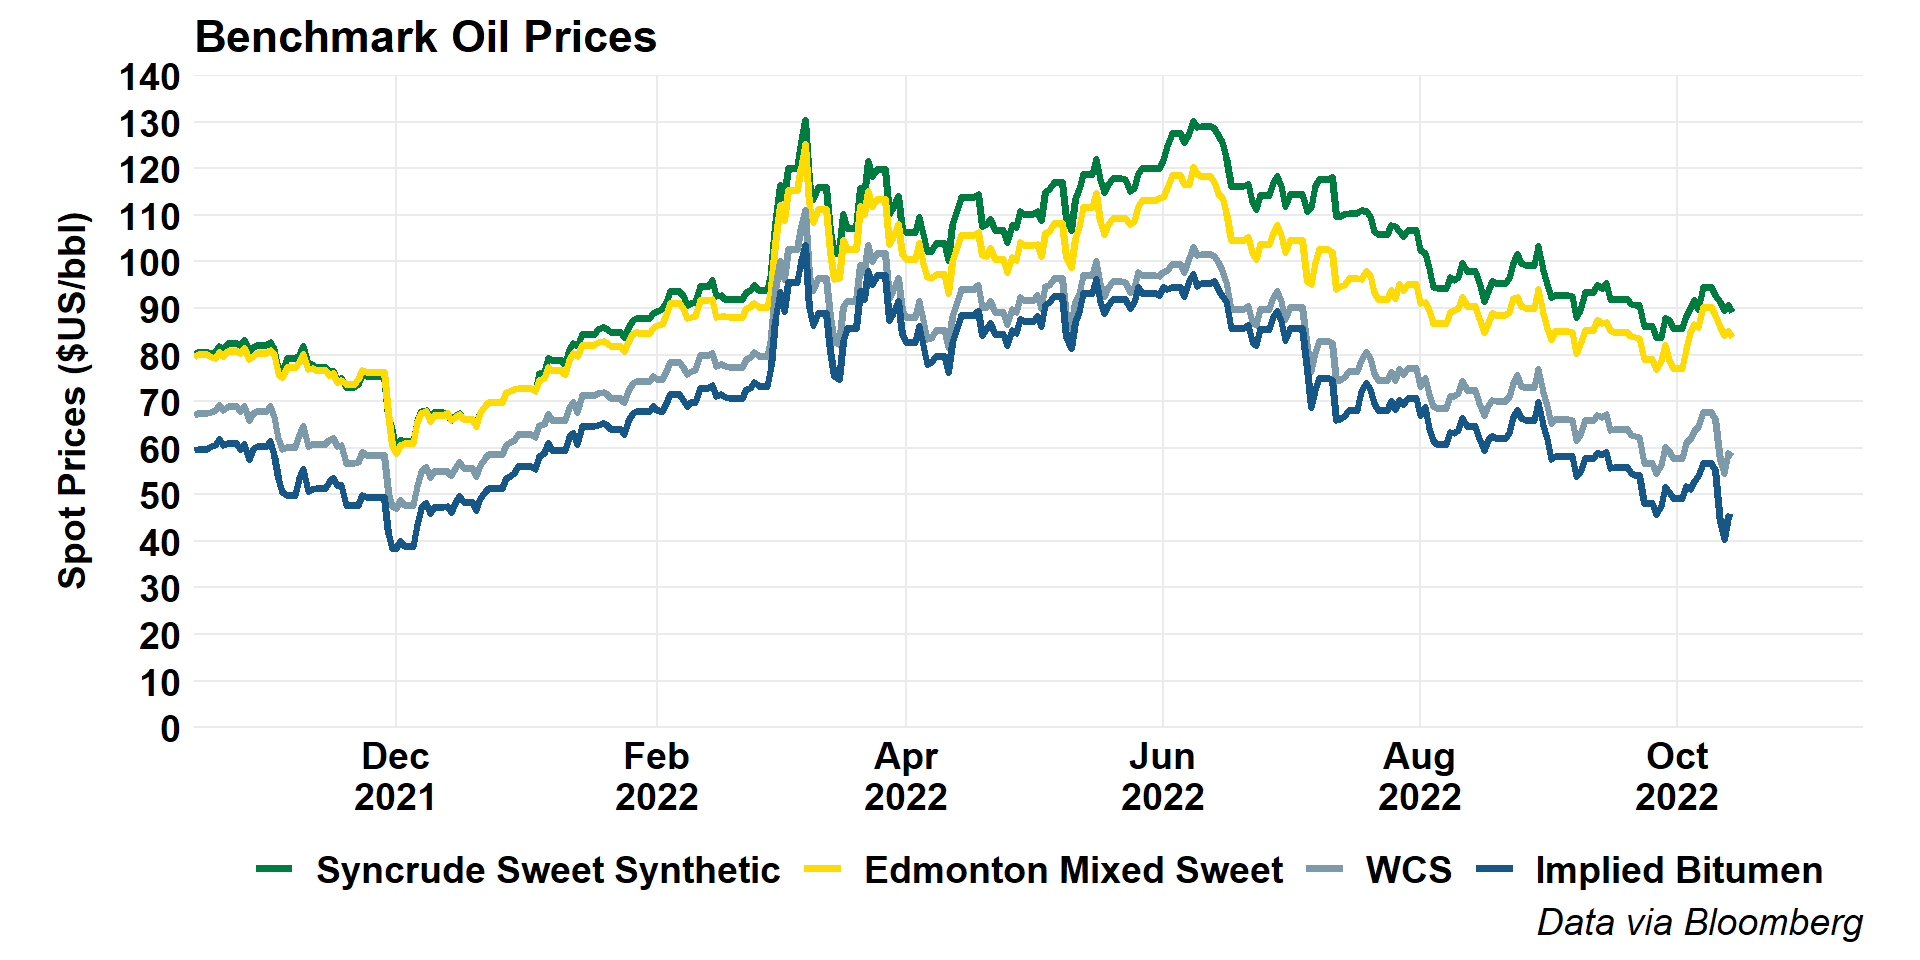 Benchmark Oil Prices
140
130
120
110
100
90
80
70
60
50
40
30
20
10
0
Spot Prices ($US/bbl)
Dec
2021
Feb
2022
Apr
2022
Jun
2022
Aug
2022
Oct
2022
Syncrude Sweet Synthetic
Edmonton Mixed Sweet
WCS
Implied Bitumen
Data via Bloomberg